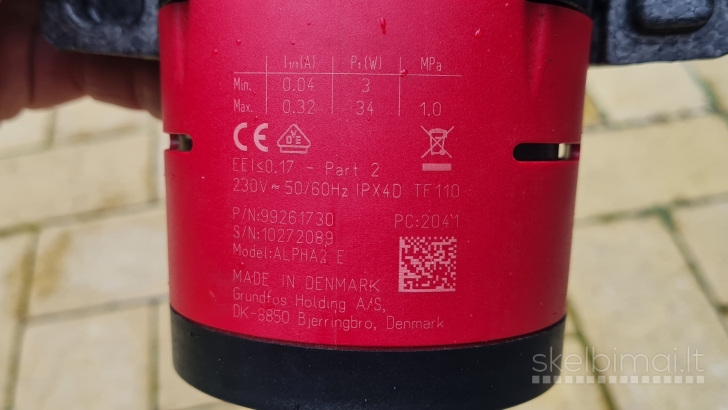 I₁/₁(A) P₁(W) MPa
Min. 0.04 3
Max. 0.32 34 1.0
CE VDE
EEI≤0.17 - Part 2
230V ~ 50/60Hz IPX4D TF110
P/N:99261730 PC:2041
S/N:10272089
Model:ALPHA2 E
MADE IN DENMARK
Grundfos Holding A/S,
DK-8850 Bjerringbro, Denmark
skelbimai.lt